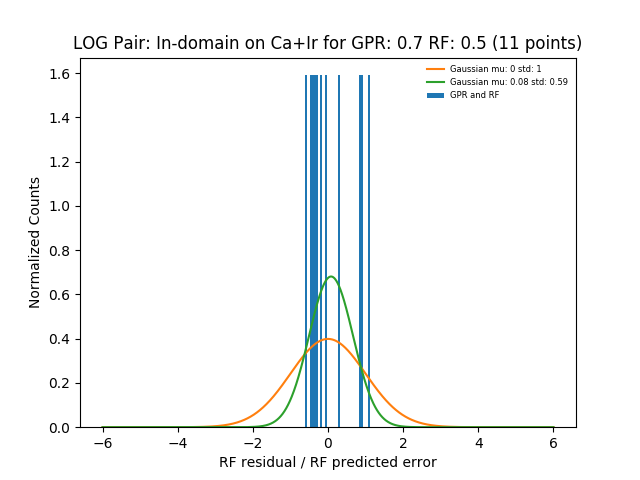 LOG Pair: In-domain on Ca+Ir for GPR: 0.7 RF: 0.5 (11 points)
Gaussian mu: 0 std: 1
Gaussian mu: 0.08 std: 0.59
GPR and RF
Normalized Counts
1.6
1.4
1.2
1.0
0.8
0.6
0.4
0.2
0.0
−6 −4 −2 0 2 4 6
RF residual / RF predicted error